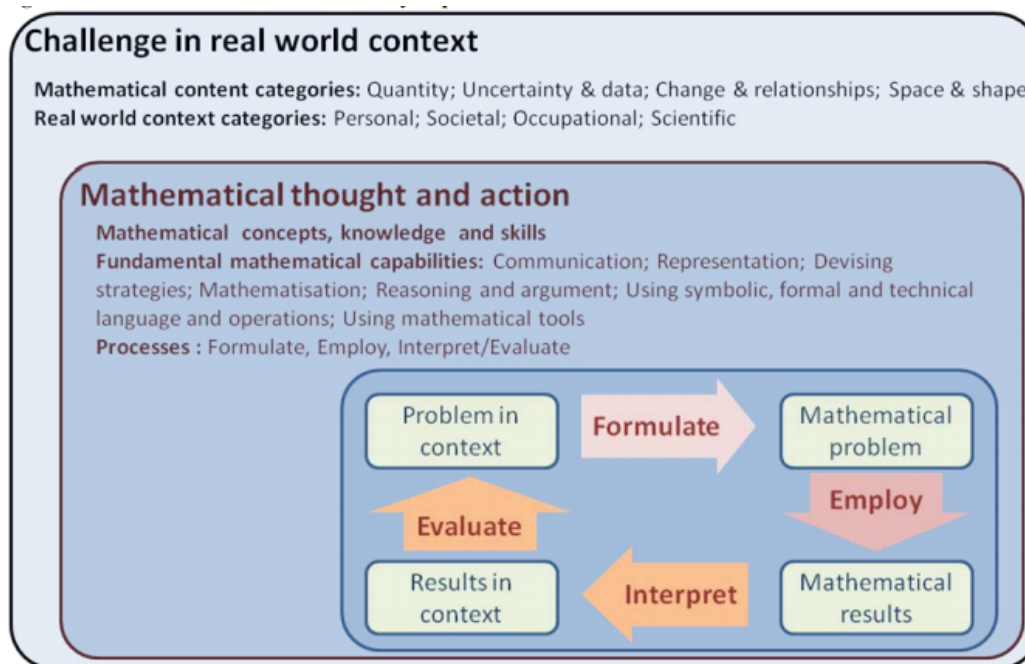 Challenge in real world context
Mathematical content categories: Quantity; Uncertainty & data; Change & relationships; Space & shape
Real world context categories: Personal; Societal; Occupational; Scientific
Mathematical thought and action
Mathematical concepts, knowledge and skills
Fundamental mathematical capabilities: Communication; Representation; Devising
strategies; Mathematisation; Reasoning and argument; Using symbolic, formal and technical
language and operations; Using mathematical tools
Processes : Formulate, Employ, Interpret/Evaluate
Problem in
context
Formulate
Mathematical
problem
Employ
Evaluate
Results in
context
Interpret
Mathematical
results